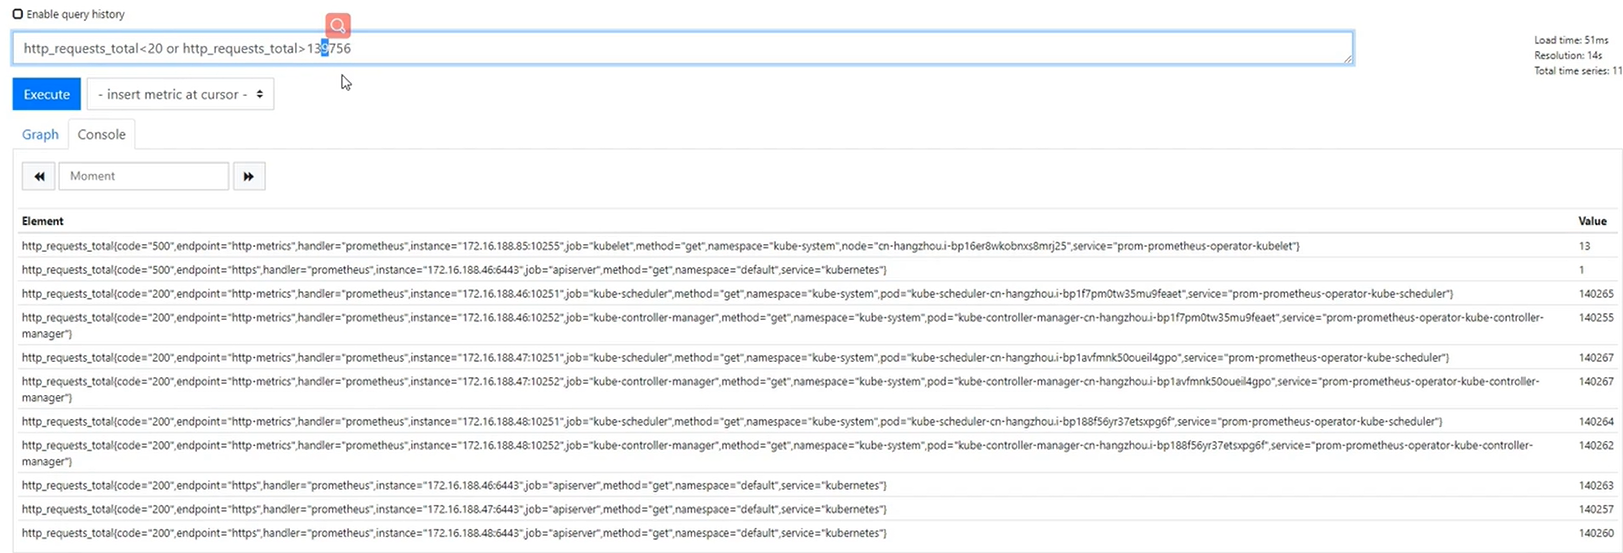 Enable query history
http_requests_total<20 or http_requests_total>139756
Load time: 51ms
Resolution: 14s
Total time series: 11
Execute
- insert metric at cursor -
Graph
Console
Moment
Element
Value
http_requests_total{code="500",endpoint="http-metrics",handler="prometheus",instance="172.16.188.85:10255",job="kubelet",method="get",namespace="kube-system",node="cn-hangzhou.i-bp16er8wkobnxs8mrj25",service="prom-prometheus-operator-kubelet"}
13
http_requests_total{code="500",endpoint="https",handler="prometheus",instance="172.16.188.46:6443",job="apiserver",method="get",namespace="default",service="kubernetes"}
1
http_requests_total{code="200",endpoint="http-metrics",handler="prometheus",instance="172.16.188.46:10251",job="kube-scheduler",method="get",namespace="kube-system",pod="kube-scheduler-cn-hangzhou.i-bp1f7pm0tw35mu9feaet",service="prom-prometheus-operator-kube-scheduler"}
140265
http_requests_total{code="200",endpoint="http-metrics",handler="prometheus",instance="172.16.188.46:10252",job="kube-controller-manager",method="get",namespace="kube-system",pod="kube-controller-manager-cn-hangzhou.i-bp1f7pm0tw35mu9feaet",service="prom-prometheus-operator-kube-controller-
manager"}
140255
http_requests_total{code="200",endpoint="http-metrics",handler="prometheus",instance="172.16.188.47:10251",job="kube-scheduler",method="get",namespace="kube-system",pod="kube-scheduler-cn-hangzhou.i-bp1avfmnk50oueil4gpo",service="prom-prometheus-operator-kube-scheduler"}
140267
http_requests_total{code="200",endpoint="http-metrics",handler="prometheus",instance="172.16.188.47:10252",job="kube-controller-manager",method="get",namespace="kube-system",pod="kube-controller-manager-cn-hangzhou.i-bp1avfmnk50oueil4gpo",service="prom-prometheus-operator-kube-controller-
manager"}
140267
http_requests_total{code="200",endpoint="http-metrics",handler="prometheus",instance="172.16.188.48:10251",job="kube-scheduler",method="get",namespace="kube-system",pod="kube-scheduler-cn-hangzhou.i-bp188f56yr37etsxpg6f",service="prom-prometheus-operator-kube-scheduler"}
140264
http_requests_total{code="200",endpoint="http-metrics",handler="prometheus",instance="172.16.188.48:10252",job="kube-controller-manager",method="get",namespace="kube-system",pod="kube-controller-manager-cn-hangzhou.i-bp188f56yr37etsxpg6f",service="prom-prometheus-operator-kube-controller-
manager"}
140262
http_requests_total{code="200",endpoint="https",handler="prometheus",instance="172.16.188.46:6443",job="apiserver",method="get",namespace="default",service="kubernetes"}
140263
http_requests_total{code="200",endpoint="https",handler="prometheus",instance="172.16.188.47:6443",job="apiserver",method="get",namespace="default",service="kubernetes"}
140257
http_requests_total{code="200",endpoint="https",handler="prometheus",instance="172.16.188.48:6443",job="apiserver",method="get",namespace="default",service="kubernetes"}
140260